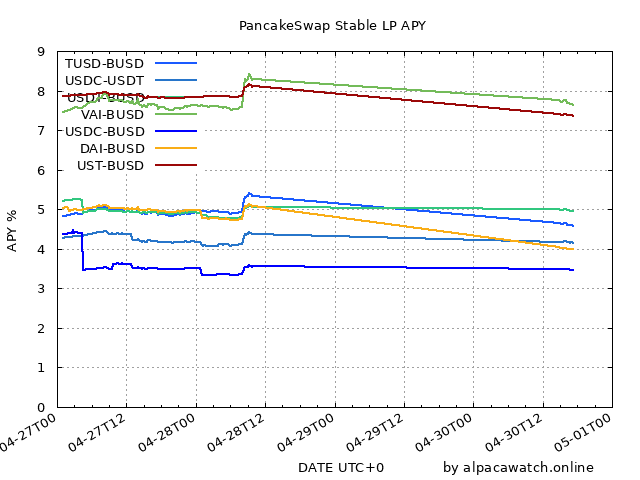 PancakeSwap Stable LP APY
TUSD-BUSD
USDC-USDT
USDT-BUSD
VAI-BUSD
USDC-BUSD
DAI-BUSD
UST-BUSD
9
8
7
6
5
4
3
2
1
0
APY %
04-27T00
04-27T12
04-28T00
04-28T12
04-29T00
04-29T12
04-30T00
04-30T12
05-01T00
DATE UTC+0
by alpacawatch.online